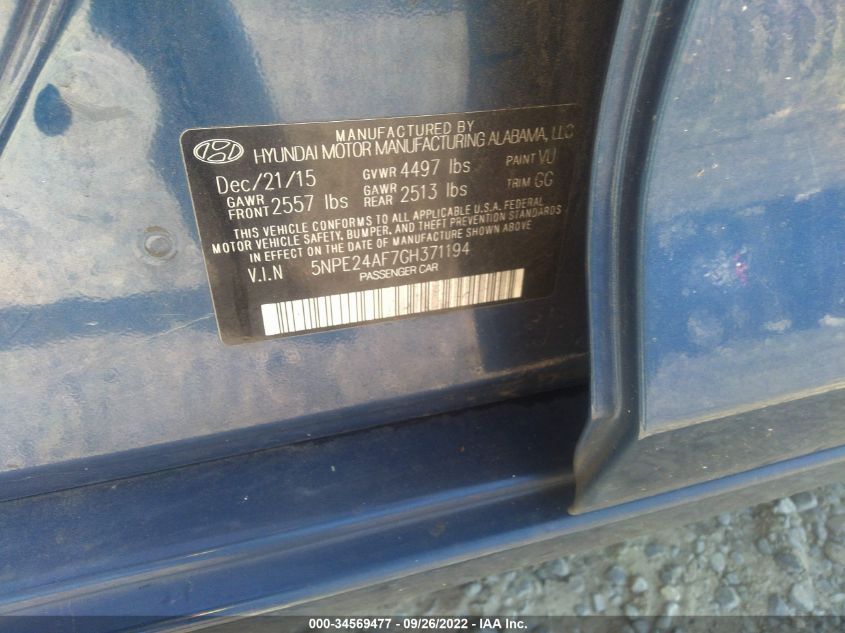 MANUFACTURED BY
HYUNDAI MOTOR MANUFACTURING ALABAMA, LLC
Dec/21/15 GVWR 4497 lbs PAINT VU
GAWR FRONT 2557 lbs GAWR REAR 2513 lbs TRIM GG
THIS VEHICLE CONFORMS TO ALL APPLICABLE U.S.A. FEDERAL
MOTOR VEHICLE SAFETY, BUMPER, AND THEFT PREVENTION STANDARDS
IN EFFECT ON THE DATE OF MANUFACTURE SHOWN ABOVE
V.I.N 5NPE24AF7GH371194
PASSENGER CAR
000-34569477 - 09/26/2022 - IAA Inc.